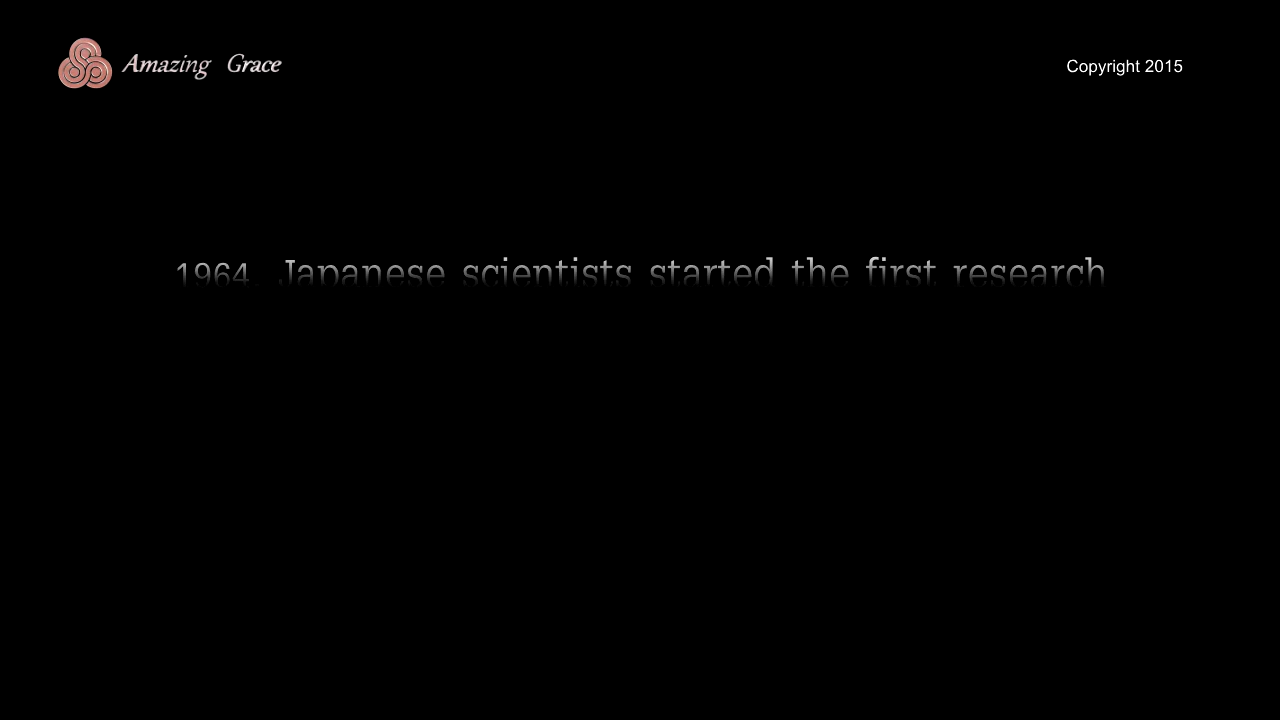 Amazing Grace
Copyright 2015
1964, Japanese scientists started the first research